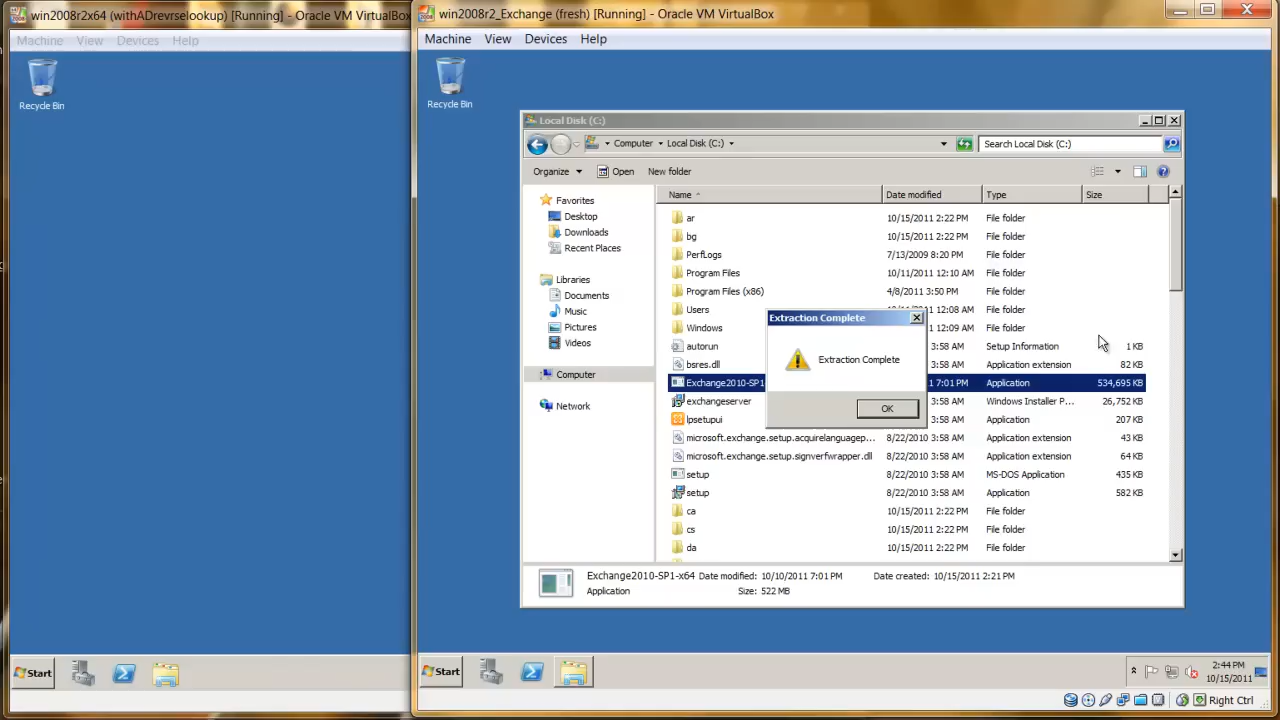 win2008r2x64 (withADrevrselookup) [Running] - Oracle VM VirtualBox
Machine View Devices Help
Recycle Bin
Start
win2008r2_Exchange (fresh) [Running] - Oracle VM VirtualBox
Machine View Devices Help
Recycle Bin
Local Disk (C:)
Computer Local Disk (C:) Search Local Disk (C:)
Organize Open New folder
Favorites
Desktop
Downloads
Recent Places
Libraries
Documents
Music
Pictures
Videos
Computer
Network
Name Date modified Type Size
ar 10/15/2011 2:22 PM File folder
bg 10/15/2011 2:22 PM File folder
PerfLogs 7/13/2009 8:20 PM File folder
Program Files 10/11/2011 12:10 AM File folder
Program Files (x86) 4/8/2011 3:50 PM File folder
Users 1 12:08 AM File folder
Windows 1 12:09 AM File folder
autorun 3:58 AM Setup Information 1 KB
bsres.dll 3:58 AM Application extension 82 KB
Exchange2010-SP1 1 7:01 PM Application 534,695 KB
exchangeserver 3:58 AM Windows Installer P... 26,752 KB
lpsetupui 3:58 AM Application 207 KB
microsoft.exchange.setup.acquirelanguagep... 8/22/2010 3:58 AM Application extension 43 KB
microsoft.exchange.setup.signverfwrapper.dll 8/22/2010 3:58 AM Application extension 64 KB
setup 8/22/2010 3:58 AM MS-DOS Application 435 KB
setup 8/22/2010 3:58 AM Application 582 KB
ca 10/15/2011 2:22 PM File folder
cs 10/15/2011 2:22 PM File folder
da 10/15/2011 2:22 PM File folder
Extraction Complete
Extraction Complete
OK
Exchange2010-SP1-x64 Date modified: 10/10/2011 7:01 PM Date created: 10/15/2011 2:21 PM
Application Size: 522 MB
Start
2:44 PM
10/15/2011
Right Ctrl